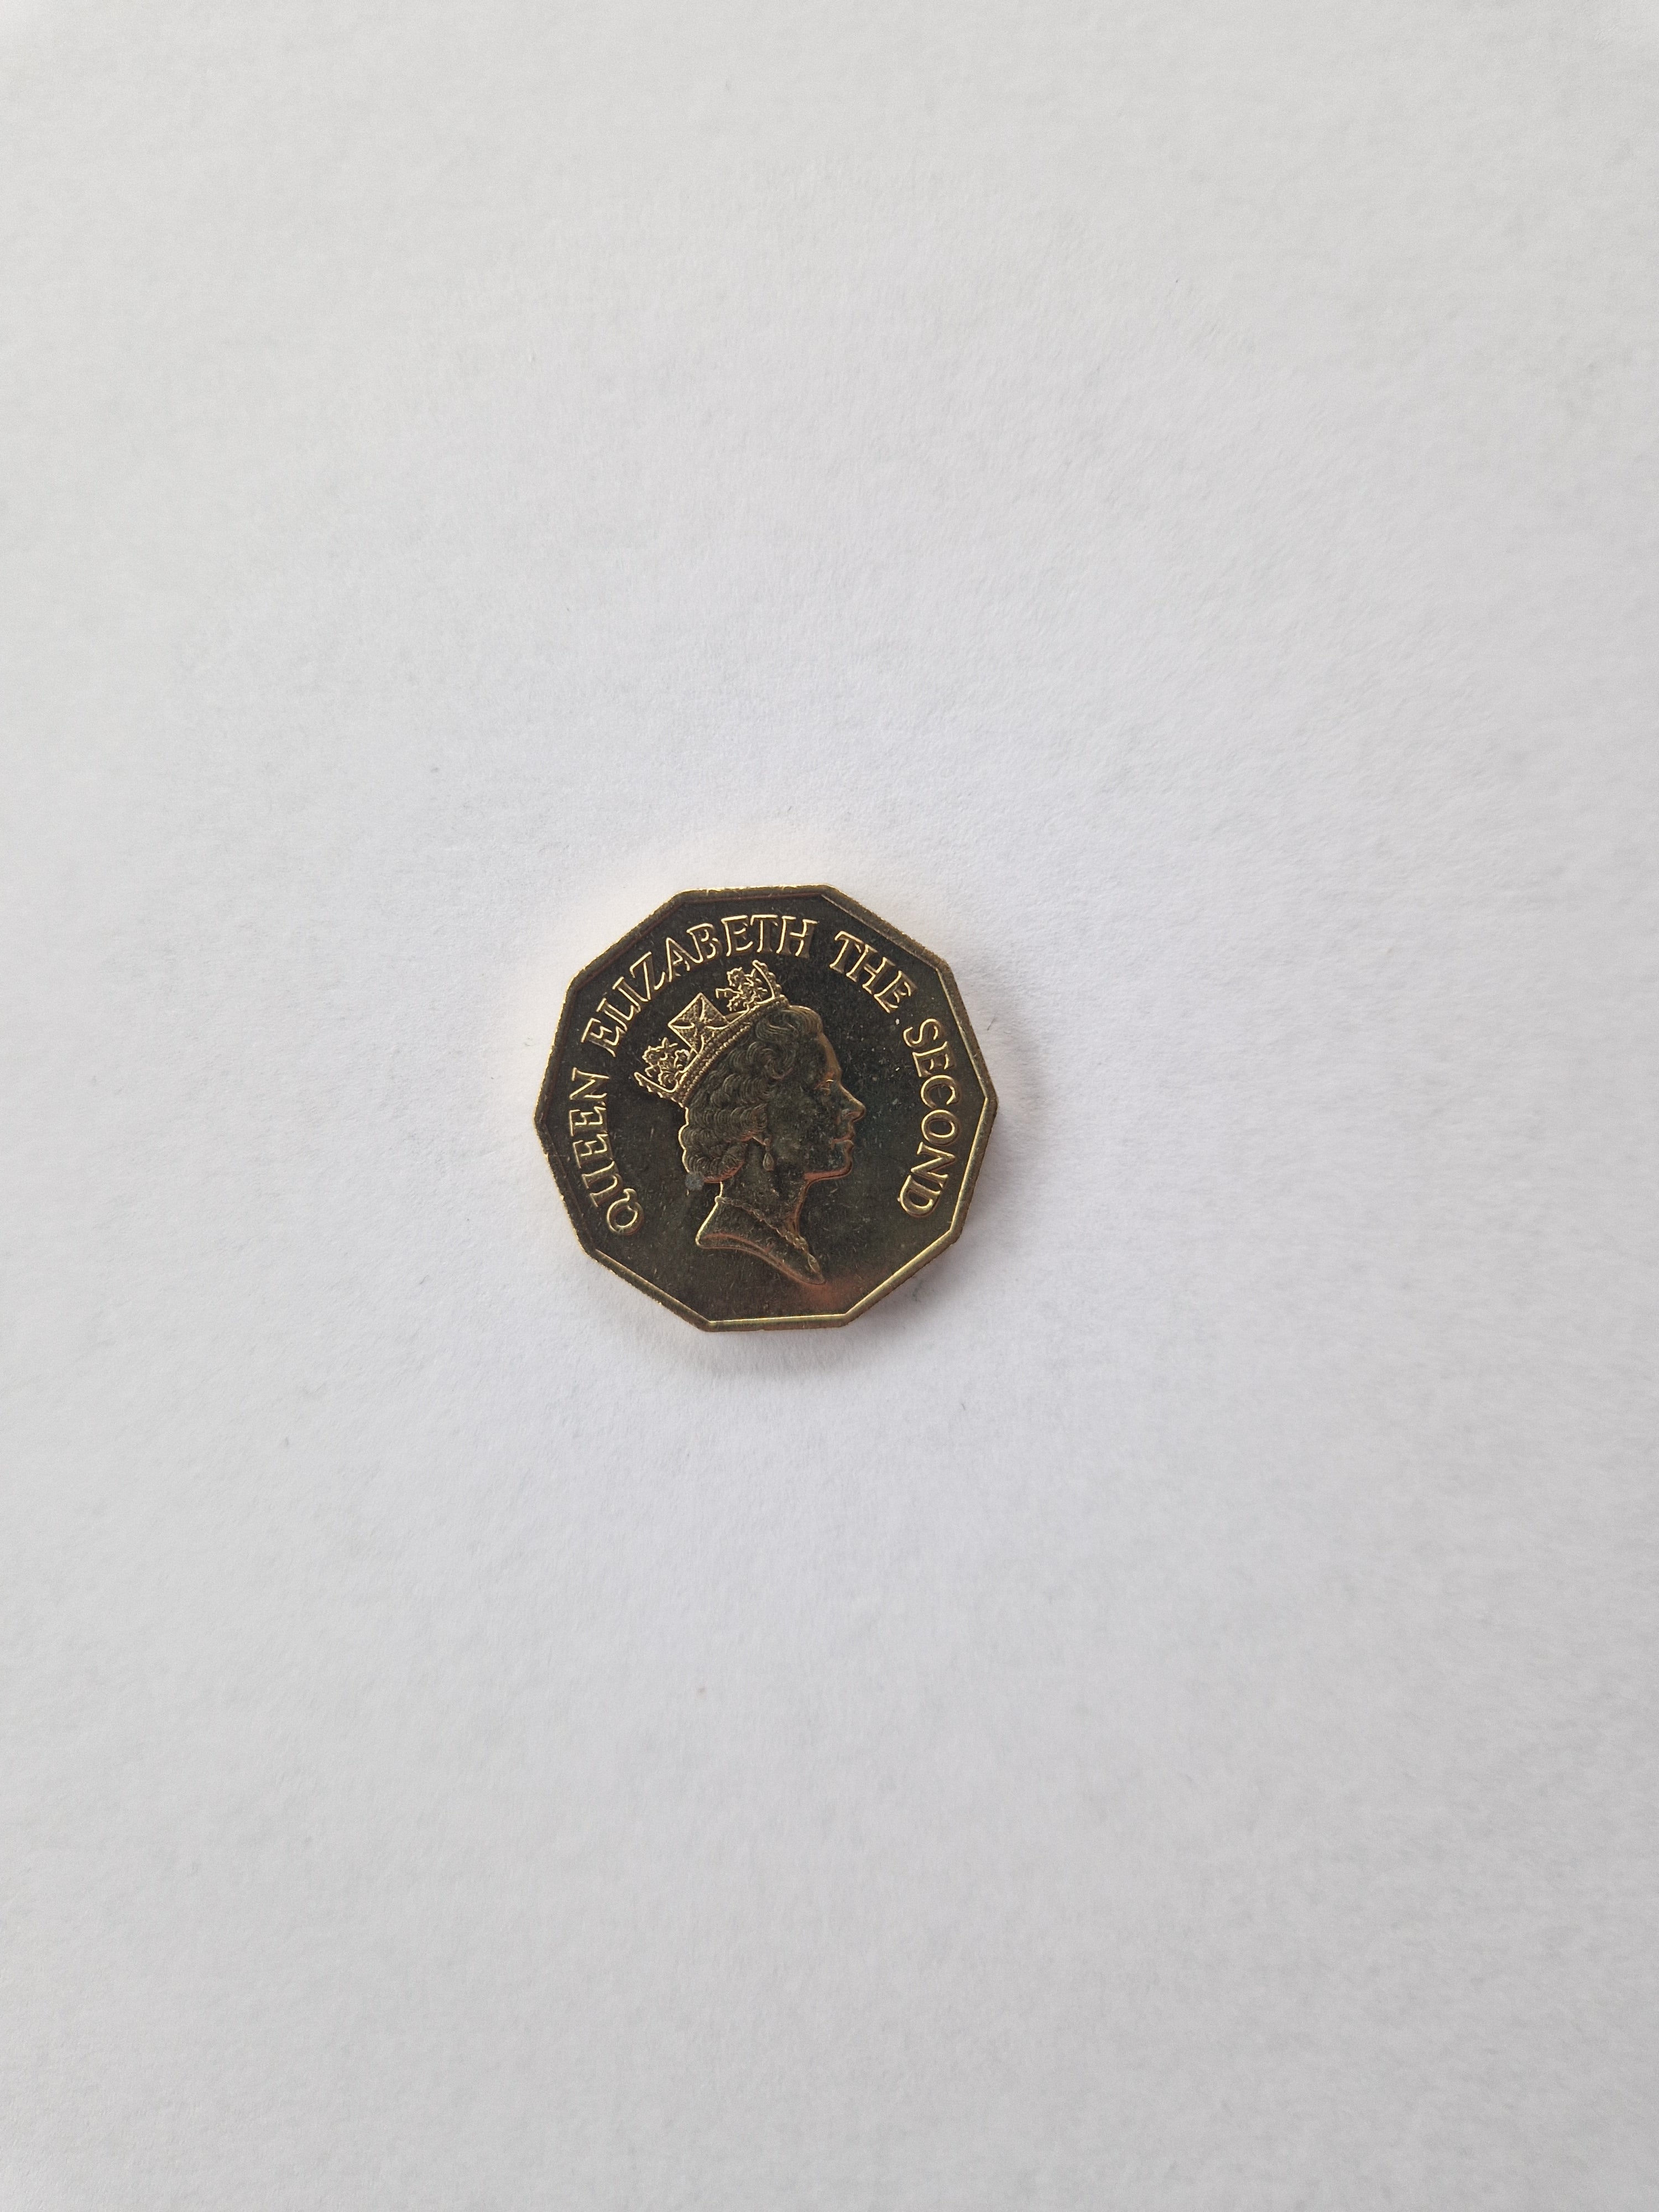 QUEEN ELIZABETH THE SECOND